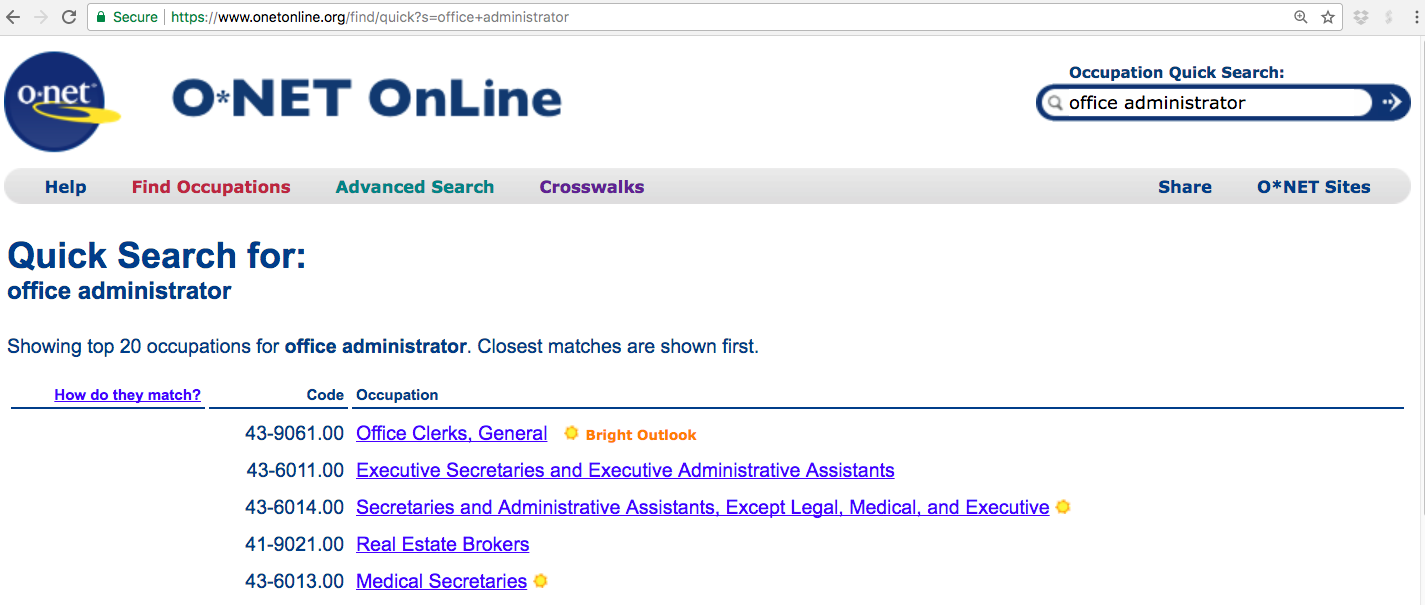 Secure https://www.onetonline.org/find/quick?s=office+administrator
o·net®
O*NET OnLine
Occupation Quick Search:
office administrator
Help Find Occupations Advanced Search Crosswalks Share O*NET Sites
Quick Search for:
office administrator
Showing top 20 occupations for office administrator. Closest matches are shown first.
How do they match? Code Occupation
43-9061.00 Office Clerks, General Bright Outlook
43-6011.00 Executive Secretaries and Executive Administrative Assistants
43-6014.00 Secretaries and Administrative Assistants, Except Legal, Medical, and Executive
41-9021.00 Real Estate Brokers
43-6013.00 Medical Secretaries